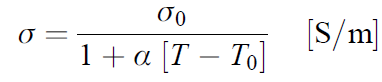 σ = σ₀ / (1 + α [T − T₀]) [S/m]